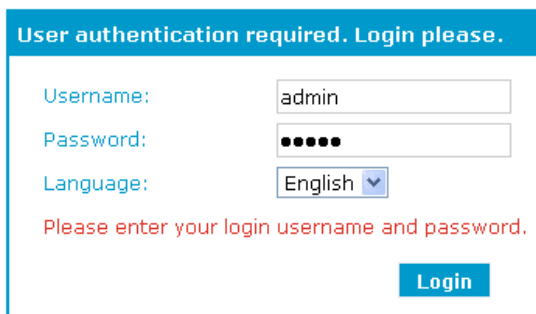 User authentication required. Login please.
Username: admin
Password: •••••
Language: English
Please enter your login username and password.
Login